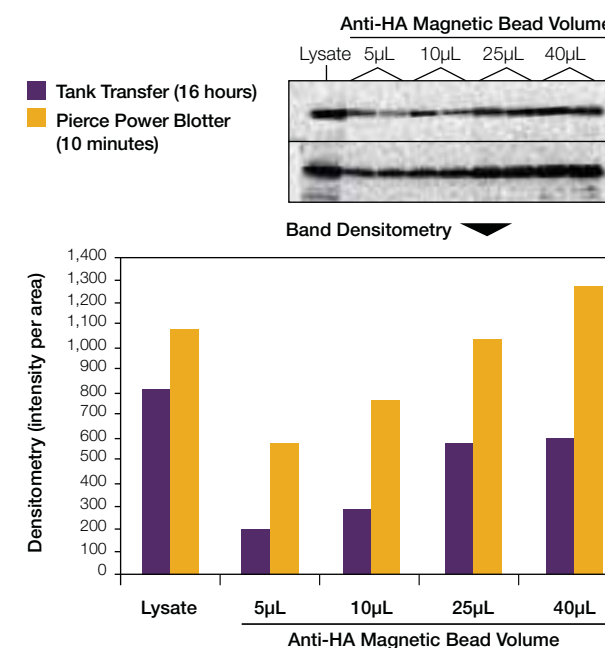 Anti-HA Magnetic Bead Volume
Lysate 5µL 10µL 25µL 40µL
Tank Transfer (16 hours)
Pierce Power Blotter
(10 minutes)
Band Densitometry
Densitometry (intensity per area)
1,400
1,300
1,200
1,100
1,000
900
800
700
600
500
400
300
200
100
0
Lysate 5µL 10µL 25µL 40µL
Anti-HA Magnetic Bead Volume